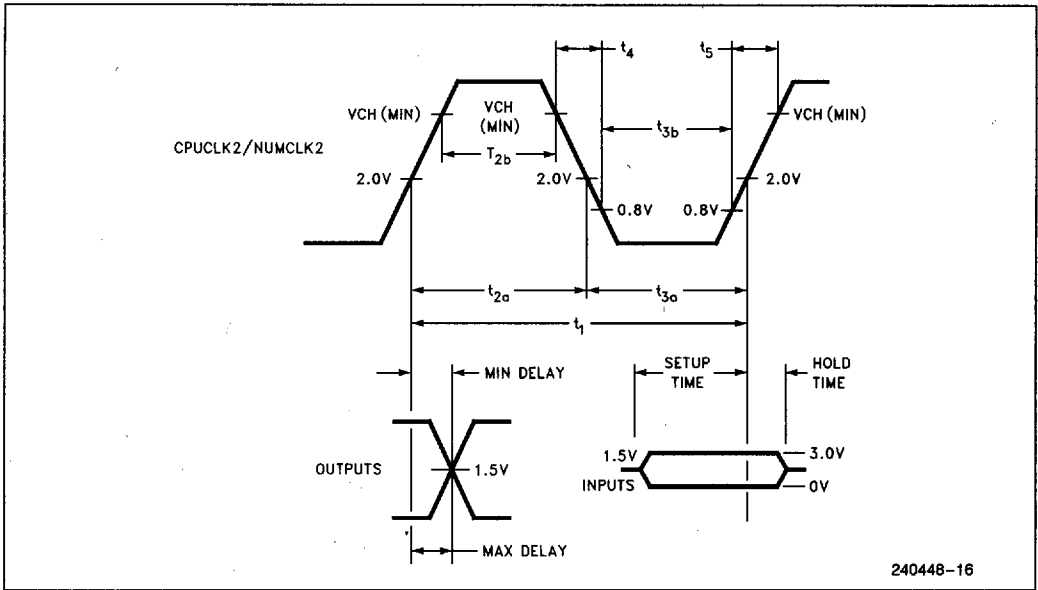 t4
t5
VCH (MIN)
VCH
(MIN)
VCH (MIN)
t3b
CPUCLK2/NUMCLK2
T2b
2.0V
2.0V
2.0V
0.8V
0.8V
t2a
t3a
t1
MIN DELAY
SETUP
TIME
HOLD
TIME
OUTPUTS
1.5V
1.5V
3.0V
INPUTS
0V
MAX DELAY
240448-16